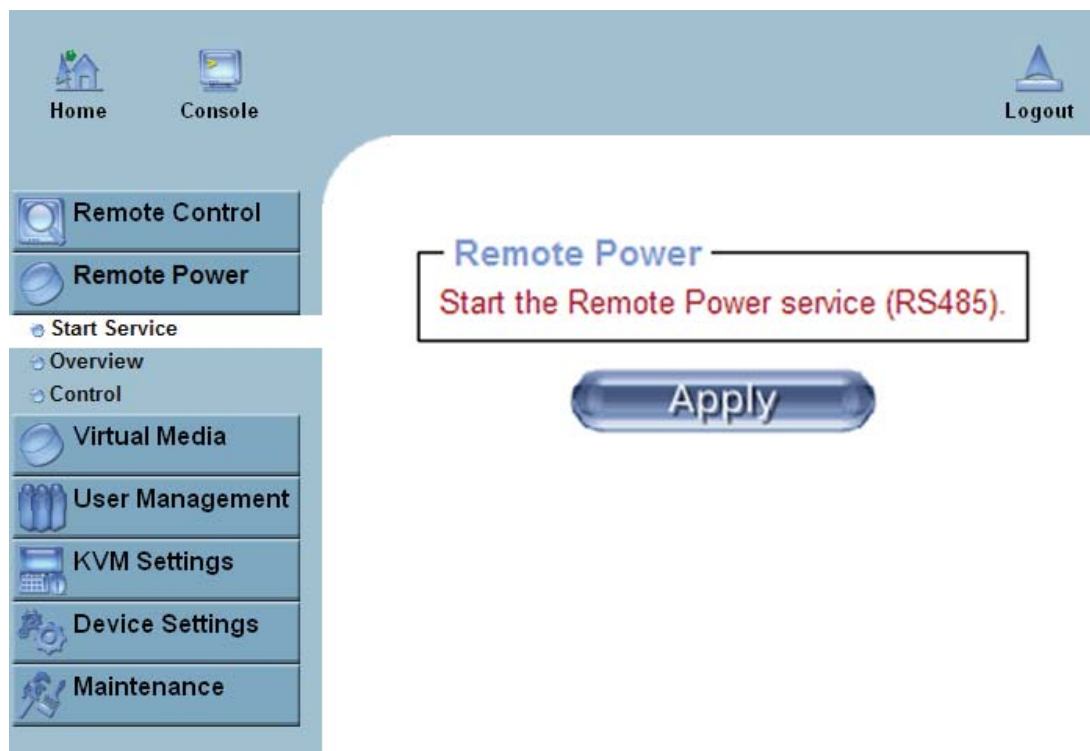 Home
Console
Logout
Remote Control
Remote Power
Start Service
Overview
Control
Virtual Media
User Management
KVM Settings
Device Settings
Maintenance
Remote Power
Start the Remote Power service (RS485).
Apply